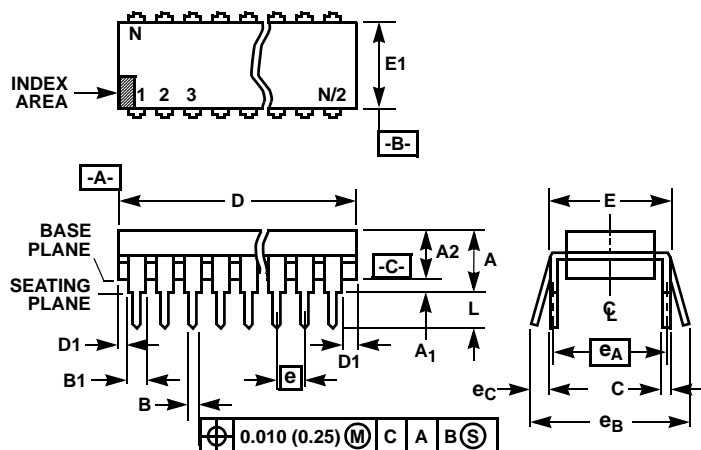 N
E1
INDEX
AREA
1 2 3 N/2
-B-
-A-
D
E
BASE
PLANE
A2
A
-C-
SEATING
PLANE
L
C
L
D1
A1
D1
eA
B1
e
eC
C
B
eB
0.010 (0.25) M C A B S